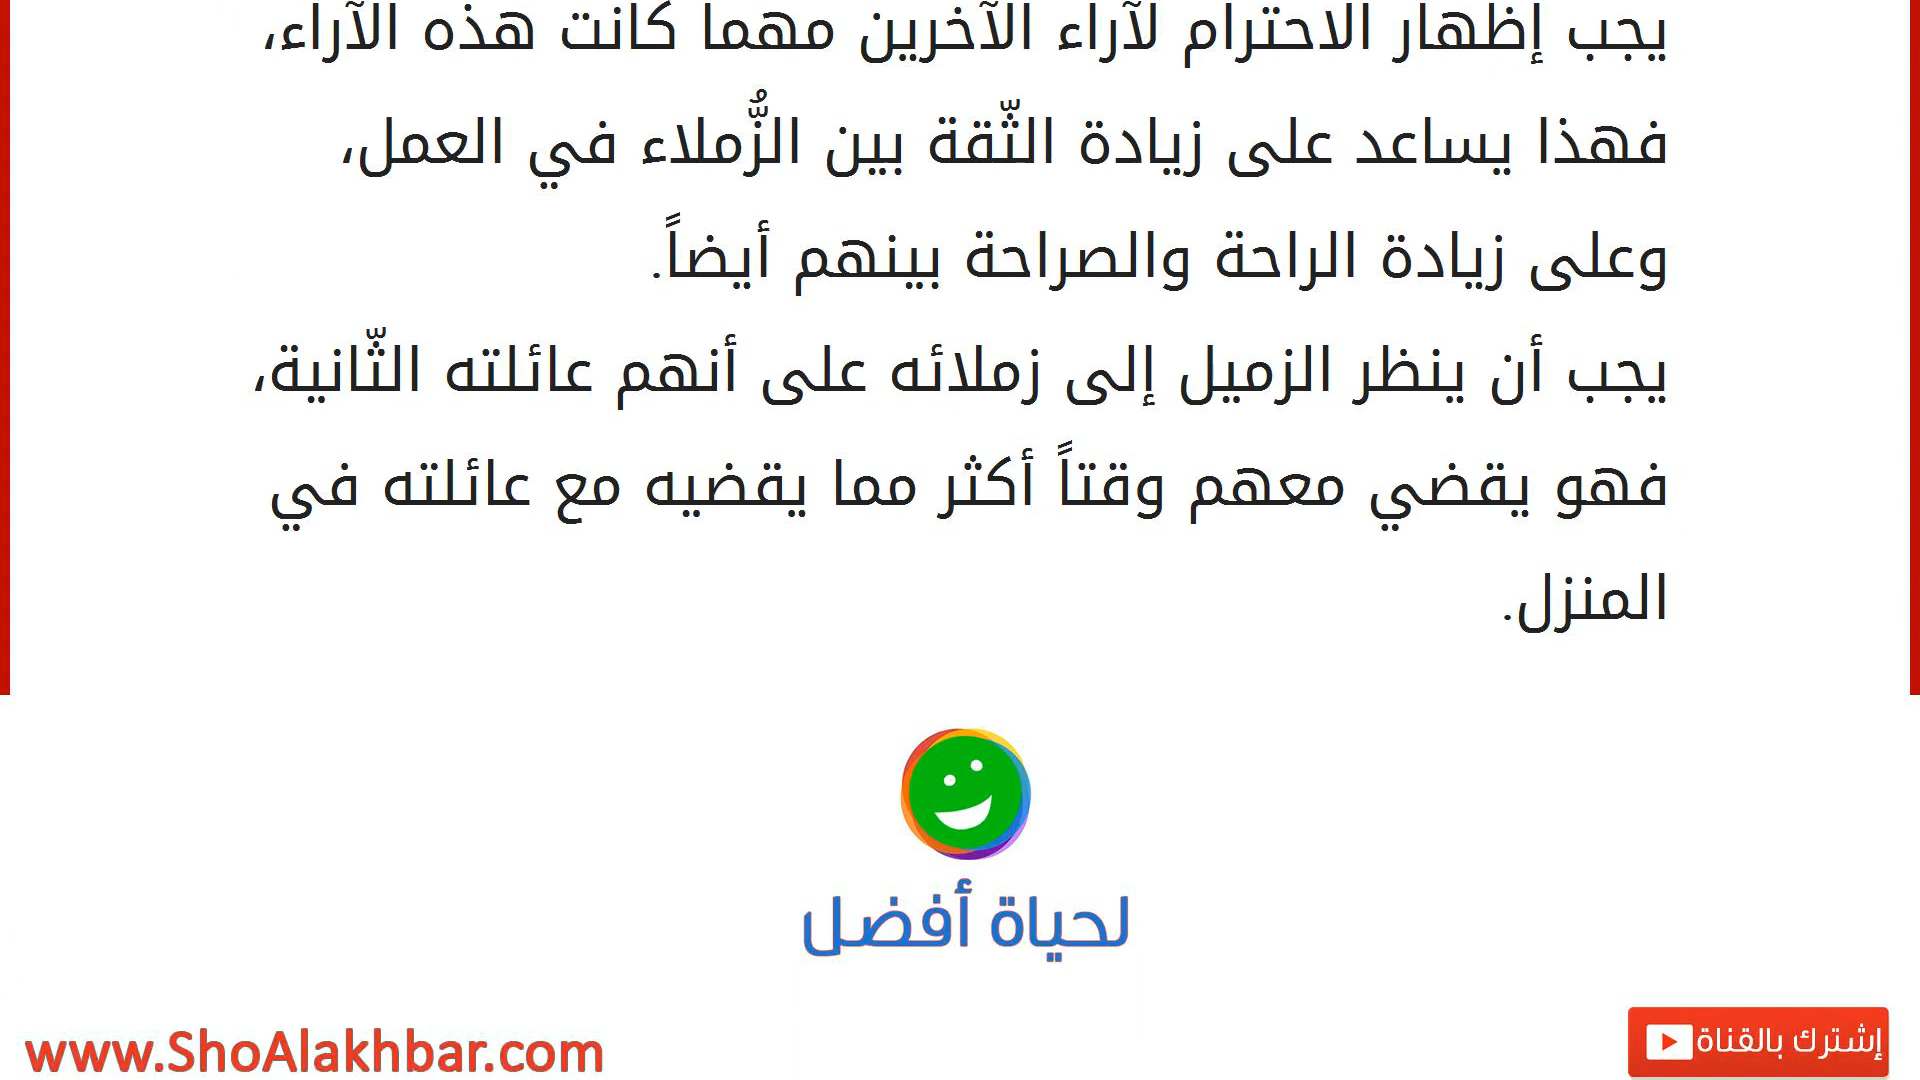 يجب إظهار الاحترام لآراء الآخرين مهما كانت هذه الآراء،
فهذا يساعد على زيادة الثّقة بين الزُّملاء في العمل،
وعلى زيادة الراحة والصراحة بينهم أيضاً.
يجب أن ينظر الزميل إلى زملائه على أنهم عائلته الثّانية،
فهو يقضي معهم وقتاً أكثر مما يقضيه مع عائلته في
المنزل.
لحياة أفضل
www.ShoAlakhbar.com
إشترك بالقناة